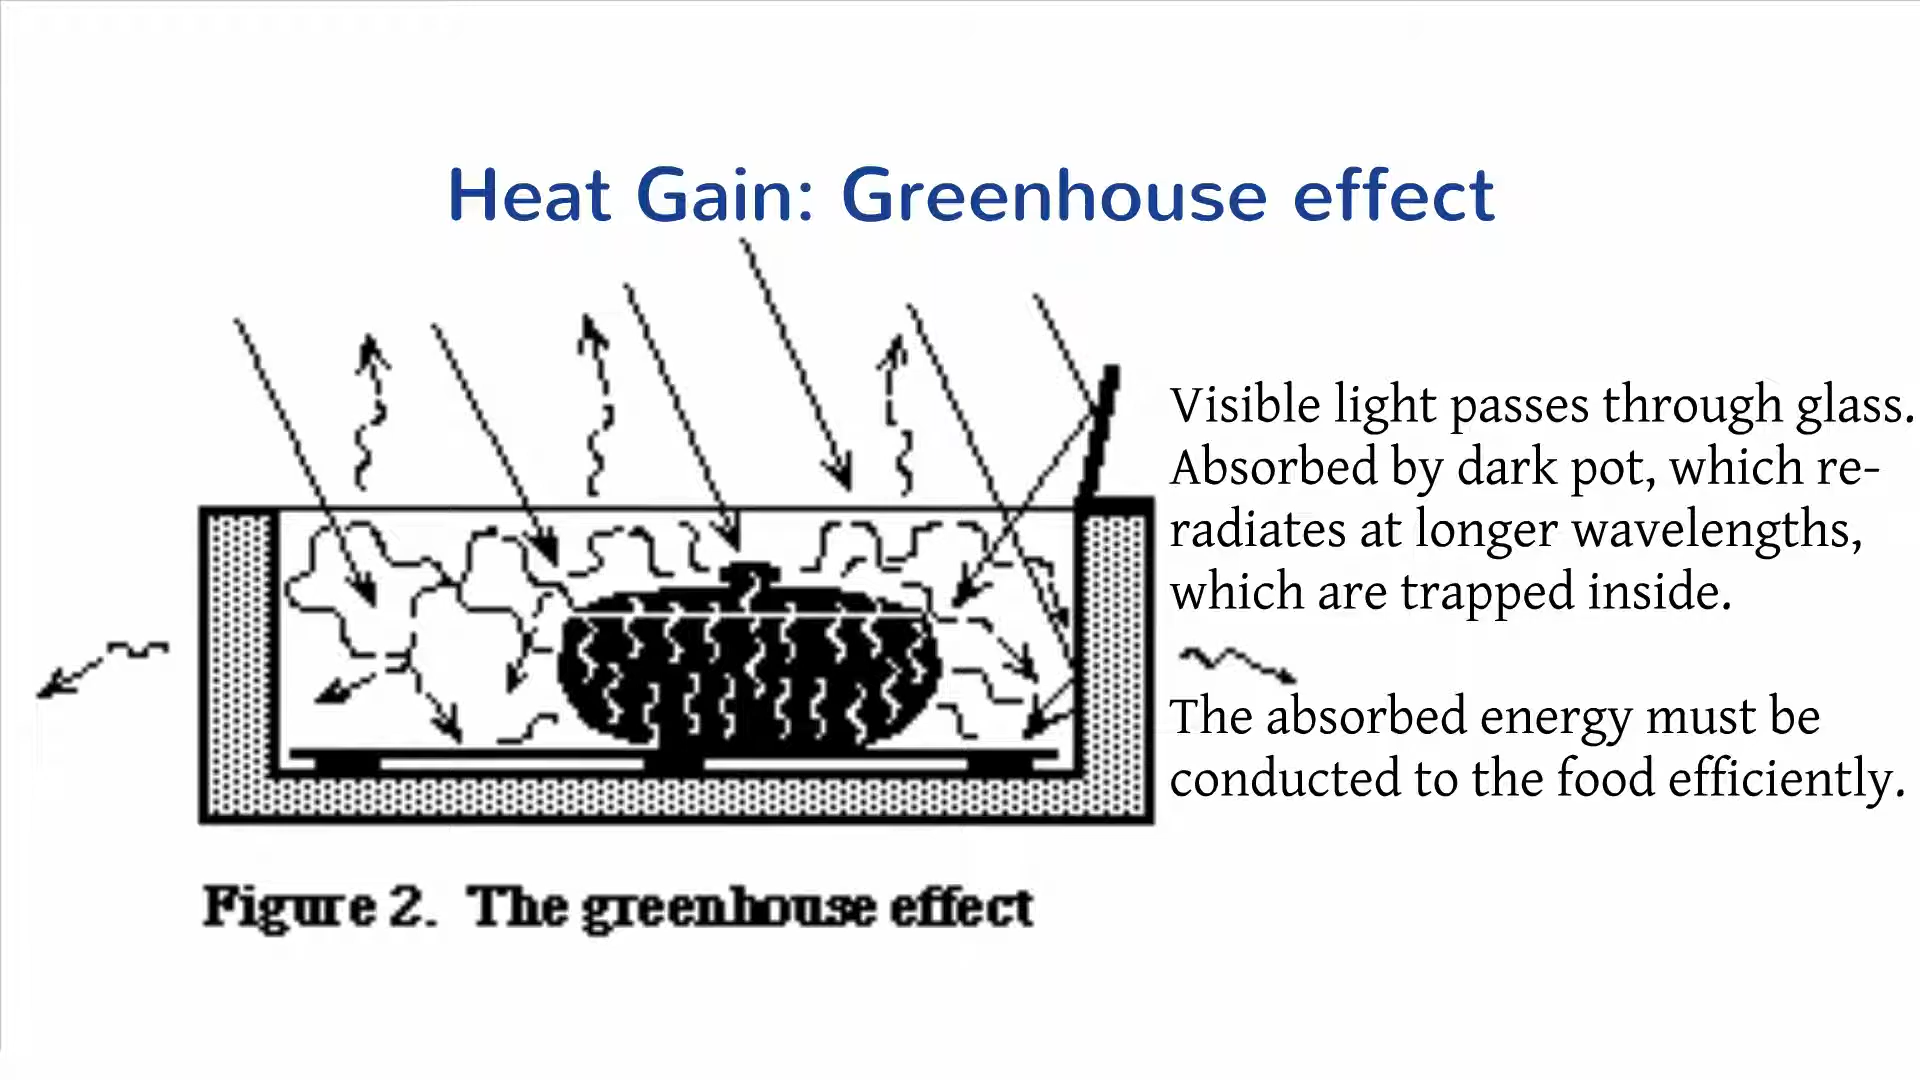 Heat Gain: Greenhouse effect
Visible light passes through glass.
Absorbed by dark pot, which re-
radiates at longer wavelengths,
which are trapped inside.
The absorbed energy must be
conducted to the food efficiently.
Figure 2. The greenhouse effect